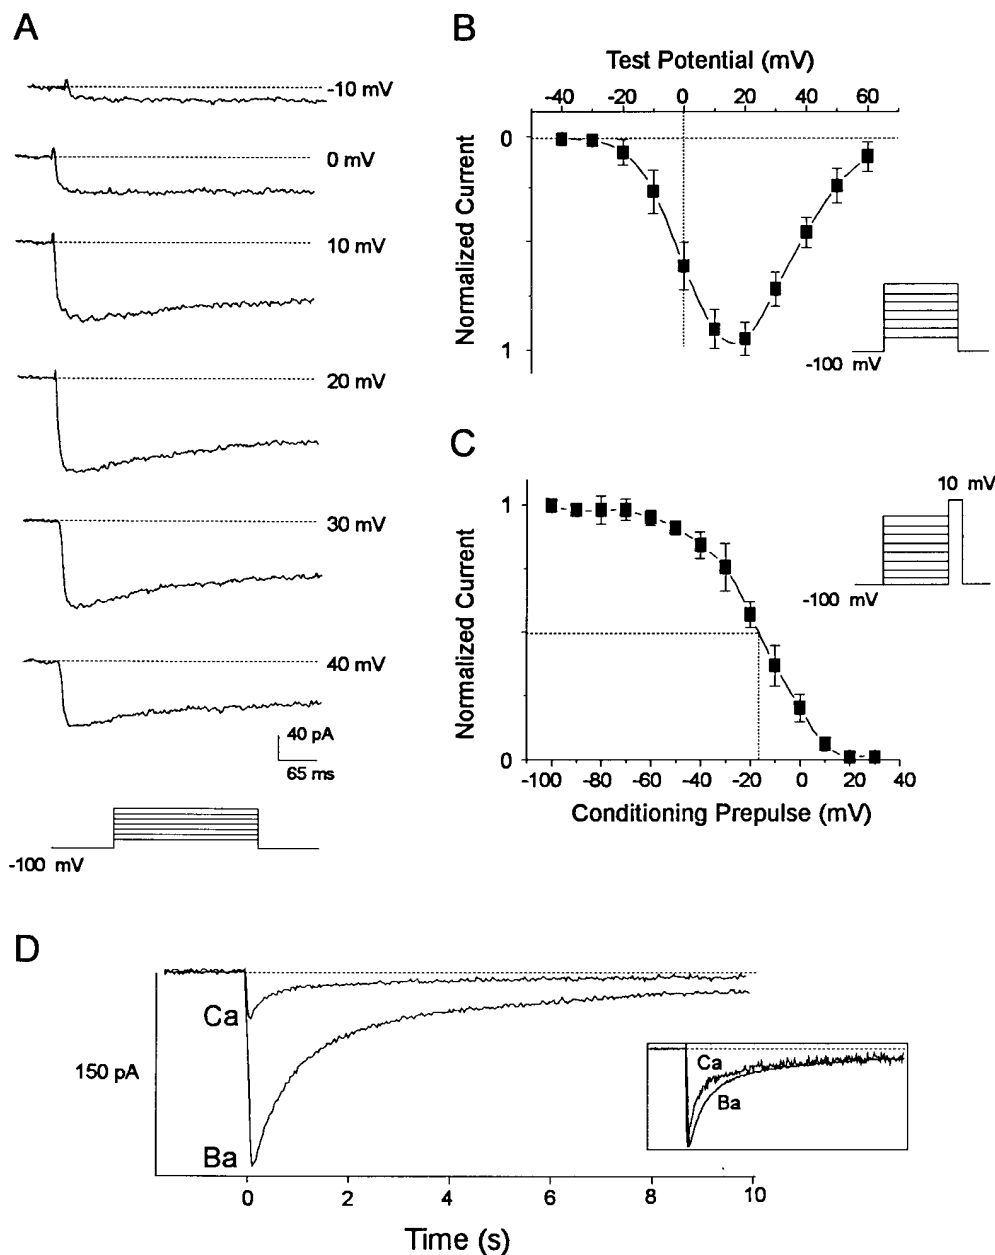 A
-10 mV
0 mV
10 mV
20 mV
30 mV
40 mV
40 pA
65 ms
-100 mV
B
Test Potential (mV)
-40 -20 0 20 40 60
0
Normalized Current
1
-100 mV
C
1
Normalized Current
0
-100 -80 -60 -40 -20 0 20 40
Conditioning Prepulse (mV)
10 mV
-100 mV
D
Ca
150 pA
Ba
0 2 4 6 8 10
Time (s)
Ca
Ba